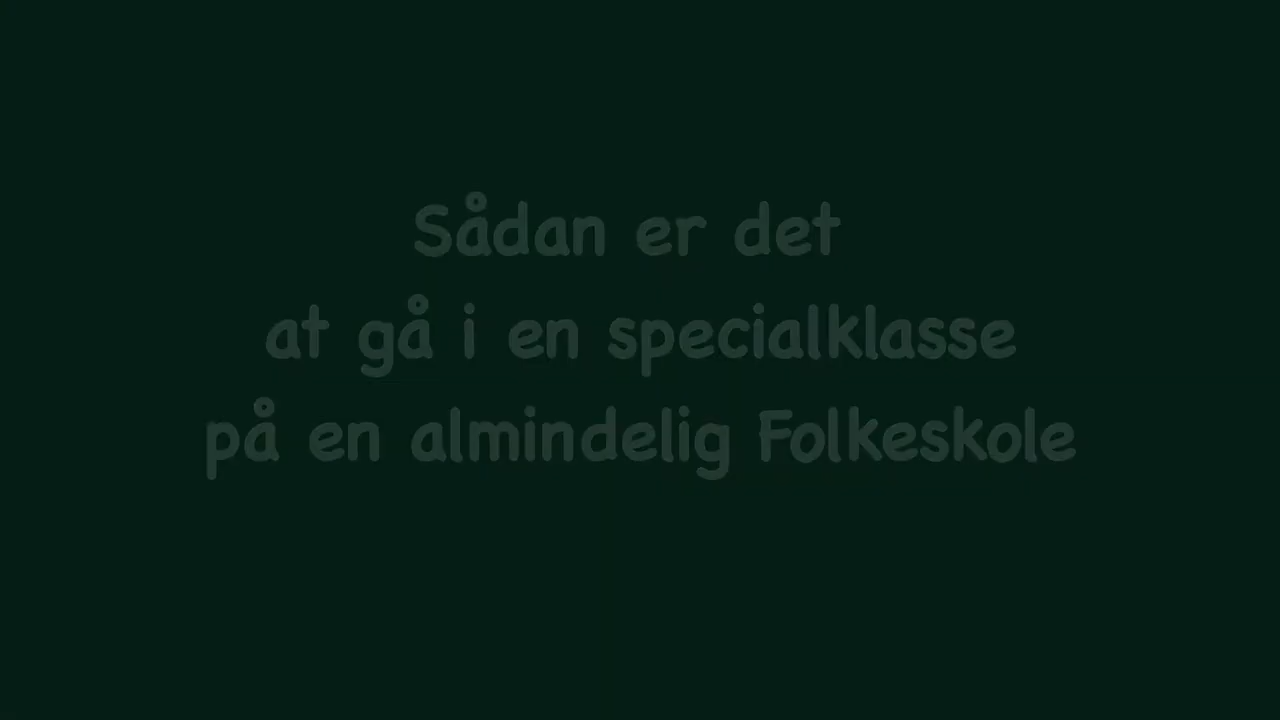 Sådan er det
at gå i en specialklasse
på en almindelig Folkeskole